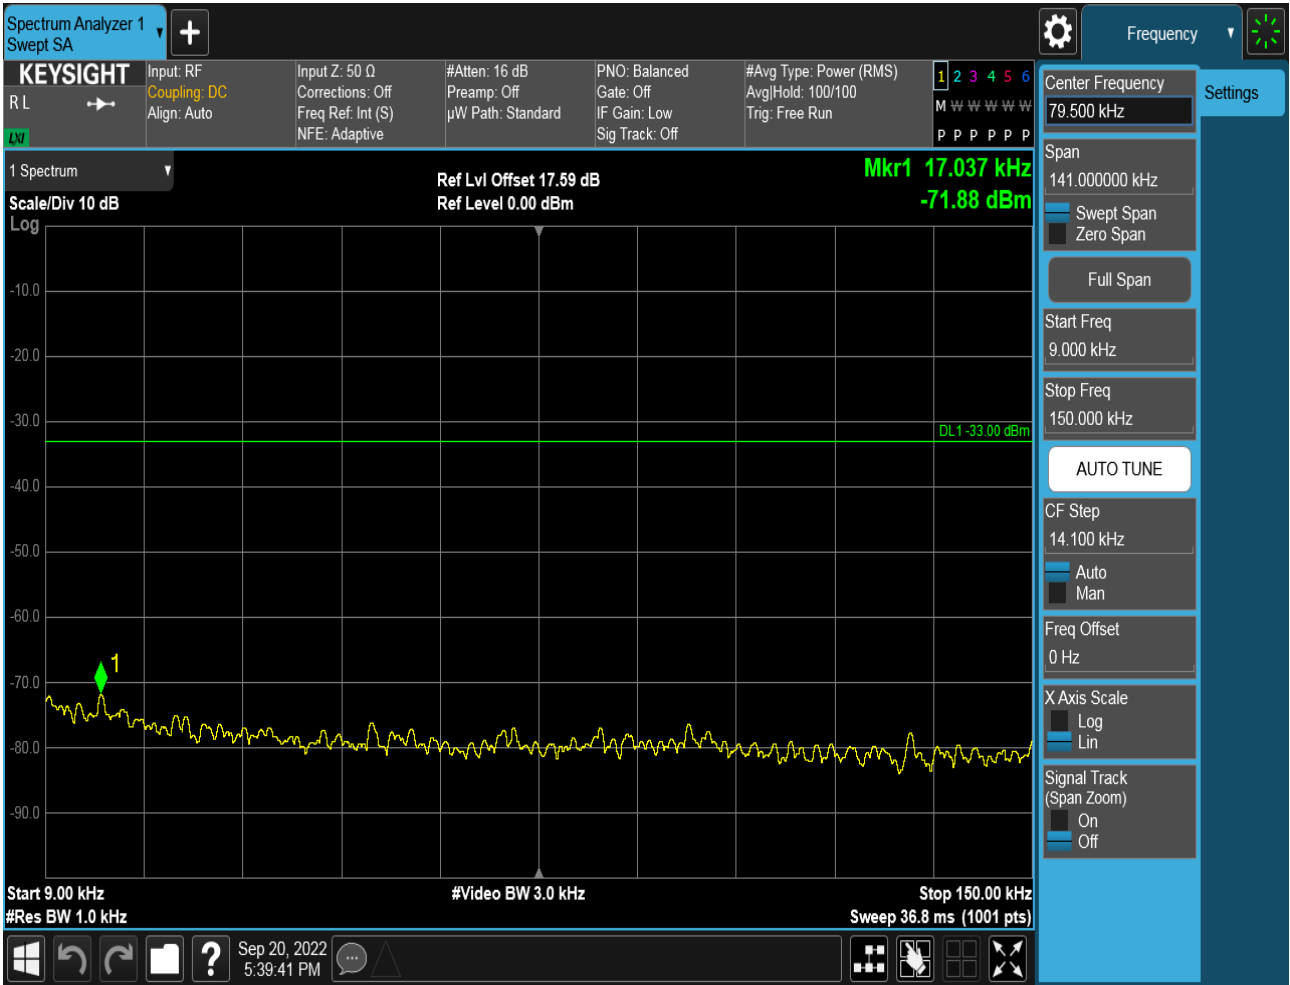 Spectrum Analyzer 1
Swept SA
+
Frequency
KEYSIGHT
R L
LXI
Input: RF
Coupling: DC
Align: Auto
Input Z: 50 Ω
Corrections: Off
Freq Ref: Int (S)
NFE: Adaptive
#Atten: 16 dB
Preamp: Off
µW Path: Standard
PNO: Balanced
Gate: Off
IF Gain: Low
Sig Track: Off
#Avg Type: Power (RMS)
Avg|Hold: 100/100
Trig: Free Run
1 2 3 4 5 6
M W W W W W
P P P P P P
1 Spectrum
Scale/Div 10 dB
Log
Ref Lvl Offset 17.59 dB
Ref Level 0.00 dBm
Mkr1 17.037 kHz
-71.88 dBm
-10.0
-20.0
-30.0
DL1 -33.00 dBm
-40.0
-50.0
-60.0
1
-70.0
-80.0
-90.0
Start 9.00 kHz
#Video BW 3.0 kHz
Stop 150.00 kHz
#Res BW 1.0 kHz
Sweep 36.8 ms (1001 pts)
?
Sep 20, 2022
5:39:41 PM
Center Frequency
79.500 kHz
Settings
Span
141.000000 kHz
Swept Span
Zero Span
Full Span
Start Freq
9.000 kHz
Stop Freq
150.000 kHz
AUTO TUNE
CF Step
14.100 kHz
Auto
Man
Freq Offset
0 Hz
X Axis Scale
Log
Lin
Signal Track
(Span Zoom)
On
Off